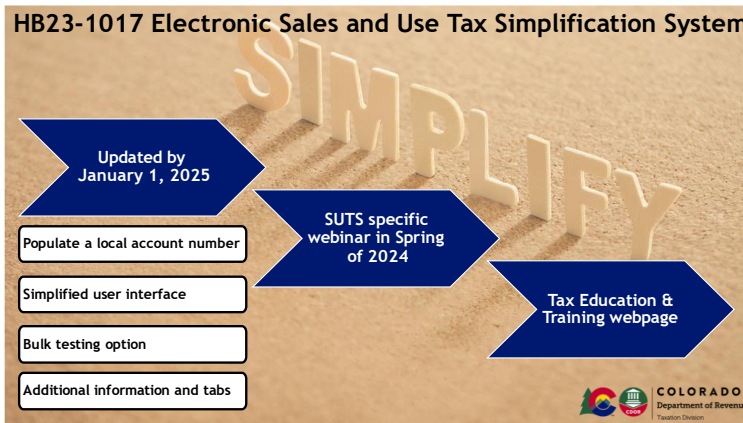 HB23-1017 Electronic Sales and Use Tax Simplification System
SIMPLIFY
Updated by
January 1, 2025
SUTS specific
webinar in Spring
of 2024
Tax Education &
Training webpage
Populate a local account number
Simplified user interface
Bulk testing option
Additional information and tabs
CDOR
COLORADO
Department of Revenue
Taxation Division